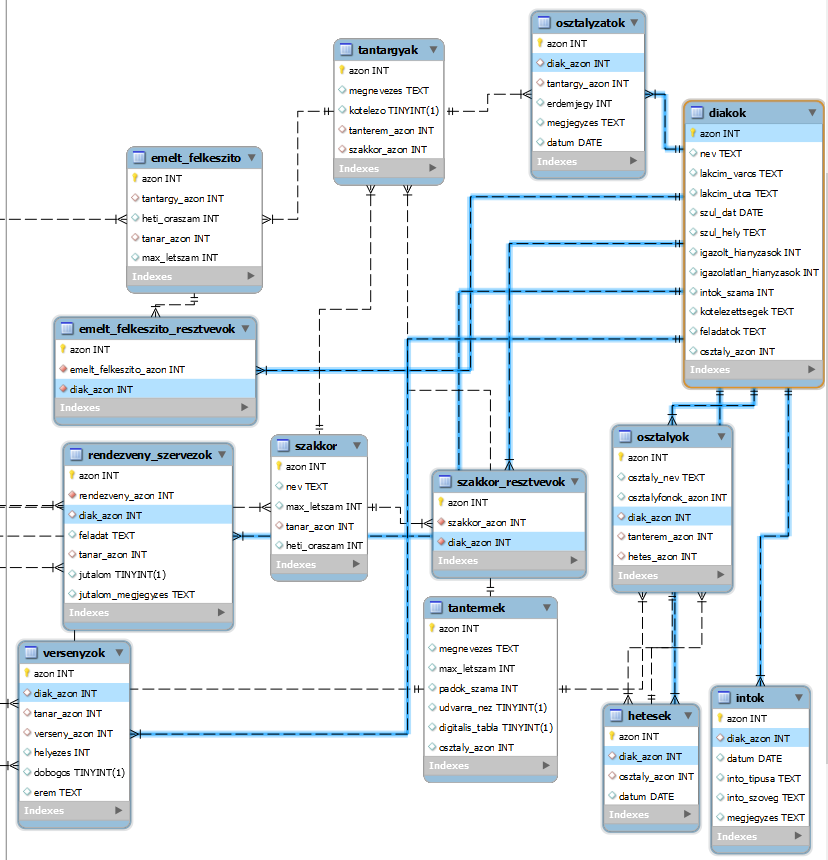 tantargyak
azon INT
megnevezes TEXT
kotelezo TINYINT(1)
tanterem_azon INT
szakkor_azon INT
Indexes
osztalyzatok
azon INT
diak_azon INT
tantargy_azon INT
erdemjegy INT
megjegyzes TEXT
datum DATE
Indexes
diakok
azon INT
nev TEXT
lakcim_varos TEXT
lakcim_utca TEXT
szul_dat DATE
szul_hely TEXT
igazolt_hianyzasok INT
igazolatlan_hianyzasok INT
intok_szama INT
kotelezettsegek TEXT
feladatok TEXT
osztaly_azon INT
Indexes
emelt_felkeszito
azon INT
tantargy_azon INT
heti_oraszam INT
tanar_azon INT
max_letszam INT
Indexes
emelt_felkeszito_resztvevok
azon INT
emelt_felkeszito_azon INT
diak_azon INT
Indexes
rendezveny_szervezok
azon INT
rendezveny_azon INT
diak_azon INT
feladat TEXT
tanar_azon INT
jutalom TINYINT(1)
jutalom_megjegyzes TEXT
Indexes
szakkor
azon INT
nev TEXT
max_letszam INT
tanar_azon INT
heti_oraszam INT
Indexes
szakkor_resztvevok
azon INT
szakkor_azon INT
diak_azon INT
Indexes
osztalyok
azon INT
osztaly_nev TEXT
osztalyfonok_azon INT
diak_azon INT
tanterem_azon INT
hetes_azon INT
Indexes
versenyzok
azon INT
diak_azon INT
tanar_azon INT
verseny_azon INT
helyezes INT
dobogos TINYINT(1)
erem TEXT
Indexes
tantermek
azon INT
megnevezes TEXT
max_letszam INT
padok_szama INT
udvarra_nez TINYINT(1)
digitalis_tabla TINYINT(1)
osztaly_azon INT
Indexes
hetesek
azon INT
diak_azon INT
osztaly_azon INT
datum DATE
Indexes
intok
azon INT
diak_azon INT
datum DATE
into_tipusa TEXT
into_szoveg TEXT
megjegyzes TEXT
Indexes